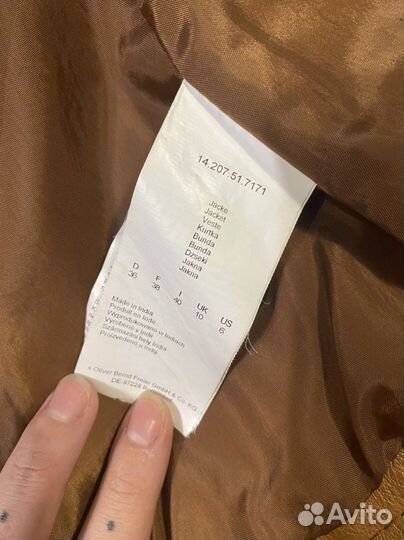 14.207.51.7171
Jacke
Jacket
Veste
Kurtka
Bunda
Bunda
Dzseki
Jakna
Jakna
D F I UK US
36 38 40 10 6
Made in India
Produit en Inde
Wyprodukowano w Indiach
Vyrobené v Indii
Származási hely India
Proizvedeno u Indiji
s.Oliver Bernd Freier GmbH & Co. KG
DE-97228
Avito